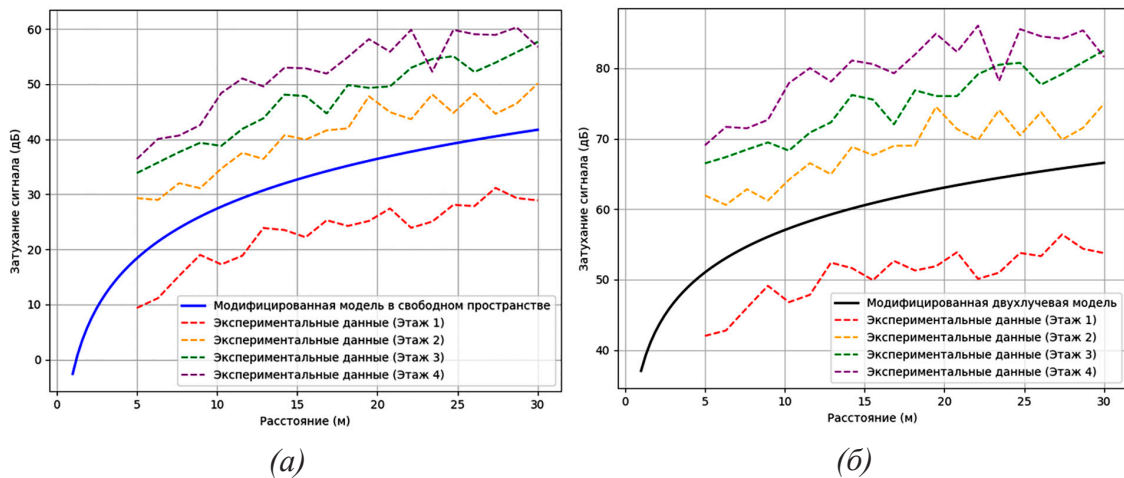 60
50
40
30
20
10
0
Затухание сигнала (дБ)
Модифицированная модель в свободном пространстве
Экспериментальные данные (Этаж 1)
Экспериментальные данные (Этаж 2)
Экспериментальные данные (Этаж 3)
Экспериментальные данные (Этаж 4)
0 5 10 15 20 25 30
Расстояние (м)
(а)
80
70
60
50
40
Затухание сигнала (дБ)
Модифицированная двухлучевая модель
Экспериментальные данные (Этаж 1)
Экспериментальные данные (Этаж 2)
Экспериментальные данные (Этаж 3)
Экспериментальные данные (Этаж 4)
0 5 10 15 20 25 30
Расстояние (м)
(б)